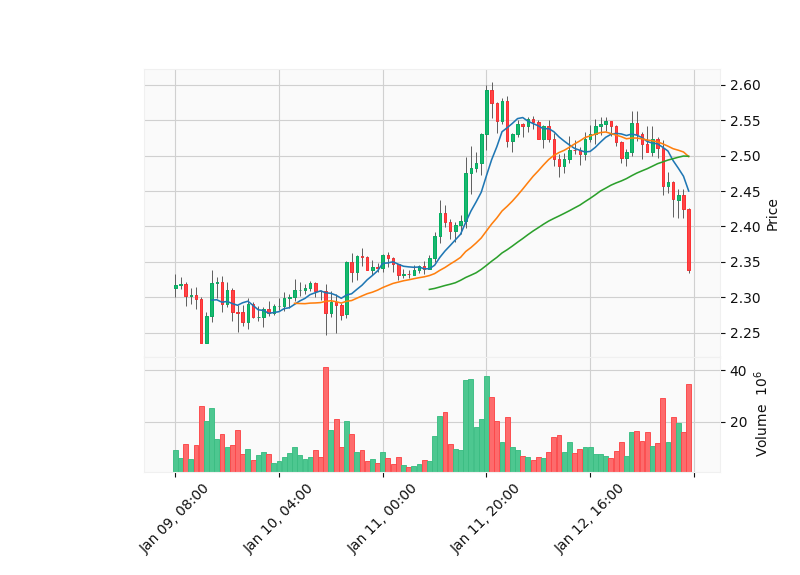 2.60
2.55
2.50
2.45
2.40
2.35
2.30
2.25
Price
40
20
Volume 10^6
Jan 09, 08:00
Jan 10, 04:00
Jan 11, 00:00
Jan 11, 20:00
Jan 12, 16:00